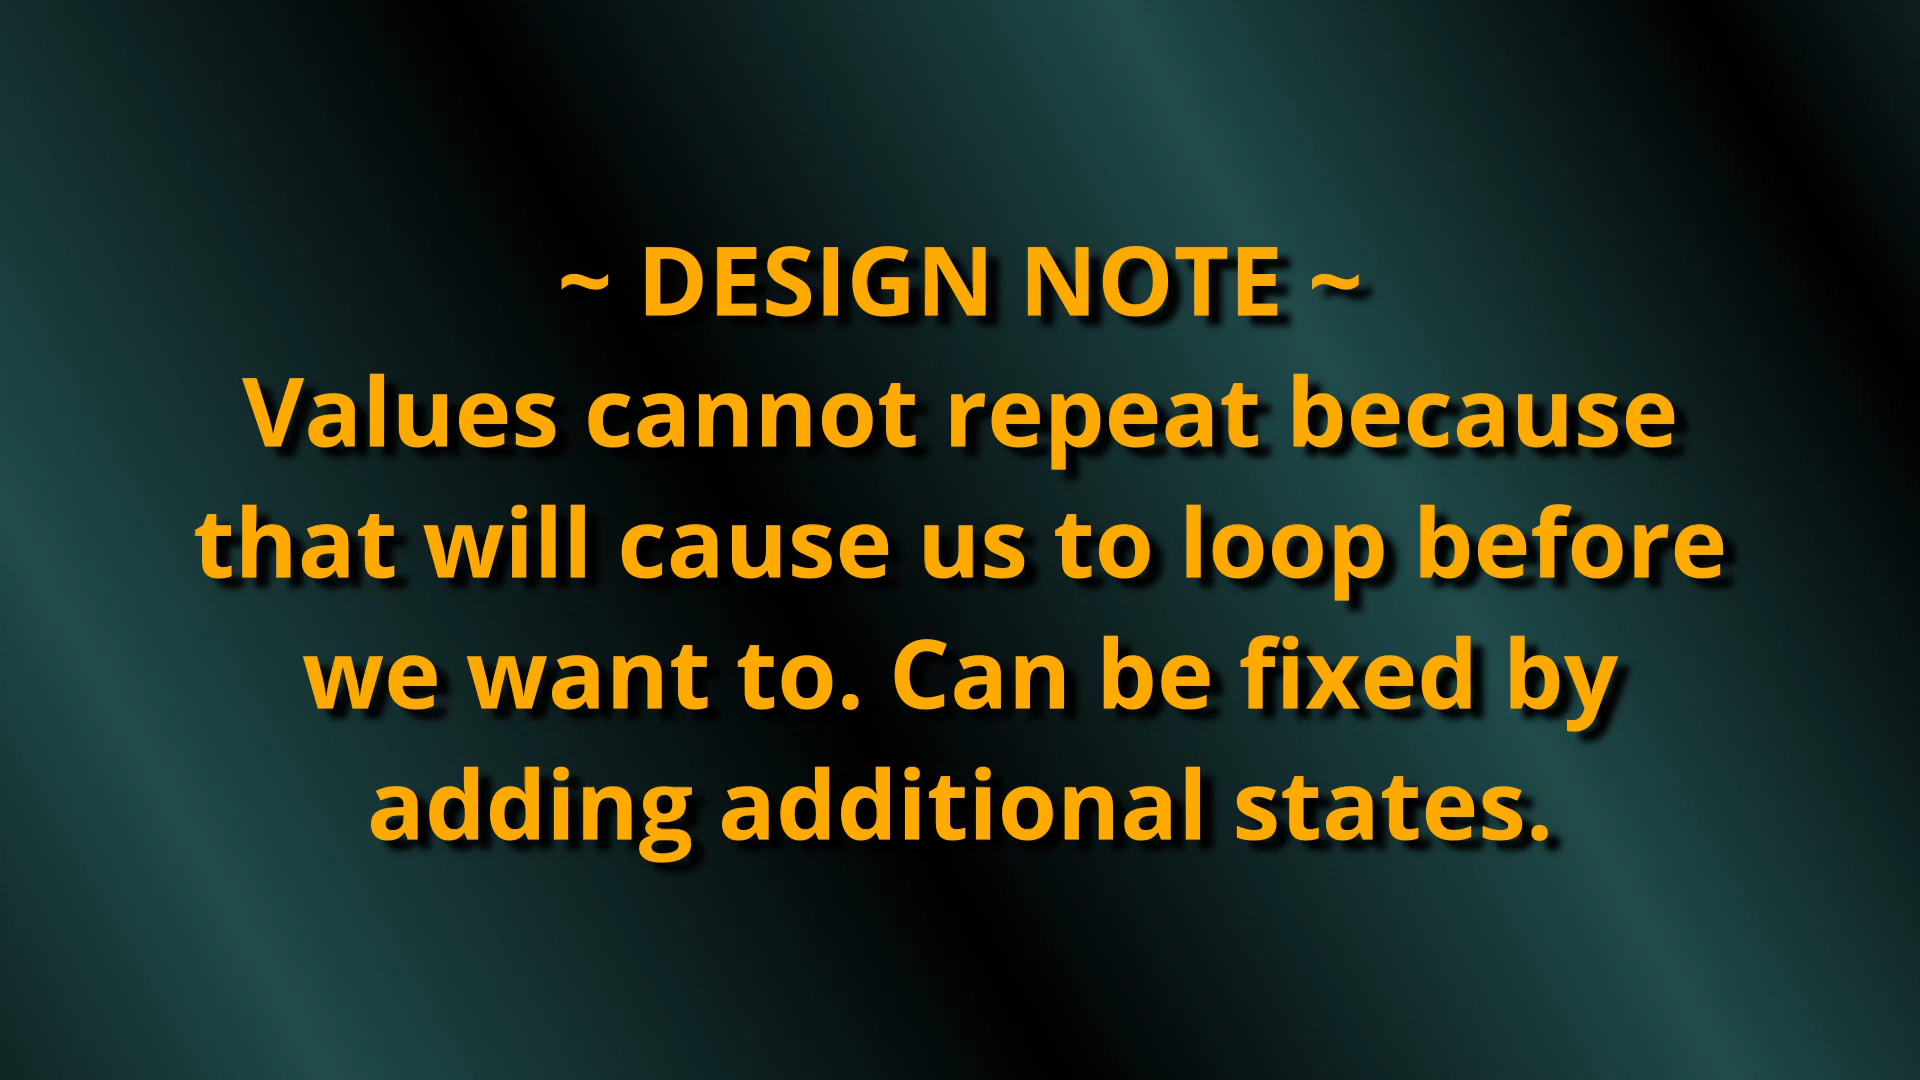 ~ DESIGN NOTE ~
Values cannot repeat because
that will cause us to loop before
we want to. Can be fixed by
adding additional states.